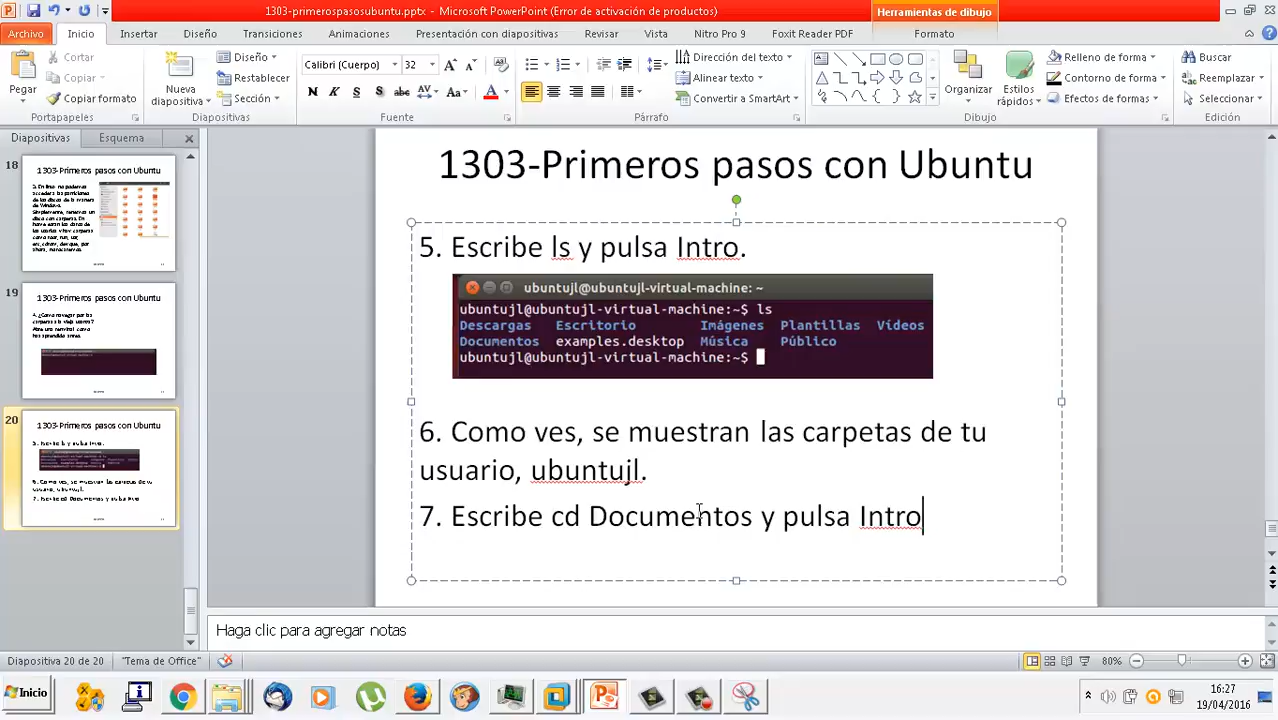 1303-primerospasosubuntu.pptx - Microsoft PowerPoint (Error de activación de productos)
Herramientas de dibujo
Archivo Inicio Insertar Diseño Transiciones Animaciones Presentación con diapositivas Revisar Vista Nitro Pro 9 Foxit Reader PDF Formato
Pegar
Cortar
Copiar
Copiar formato
Portapapeles
Nueva diapositiva
Diseño
Restablecer
Sección
Diapositivas
Calibri (Cuerpo) 32
N K S S abc AV Aa A
Fuente
Dirección del texto
Alinear texto
Convertir a SmartArt
Párrafo
Organizar
Estilos rápidos
Relleno de forma
Contorno de forma
Efectos de formas
Dibujo
Buscar
Reemplazar
Seleccionar
Edición
Diapositivas Esquema
18
1303-Primeros pasos con Ubuntu
19
1303-Primeros pasos con Ubuntu
20
1303-Primeros pasos con Ubuntu
1303-Primeros pasos con Ubuntu
5. Escribe ls y pulsa Intro.
ubuntujl@ubuntujl-virtual-machine: ~
ubuntujl@ubuntujl-virtual-machine:~$ ls
Descargas Escritorio Imágenes Plantillas Vídeos
Documentos examples.desktop Música Público
ubuntujl@ubuntujl-virtual-machine:~$
6. Como ves, se muestran las carpetas de tu
usuario, ubuntujl.
7. Escribe cd Documentos y pulsa Intro
Haga clic para agregar notas
Diapositiva 20 de 20 "Tema de Office" 80%
Inicio
16:27
19/04/2016